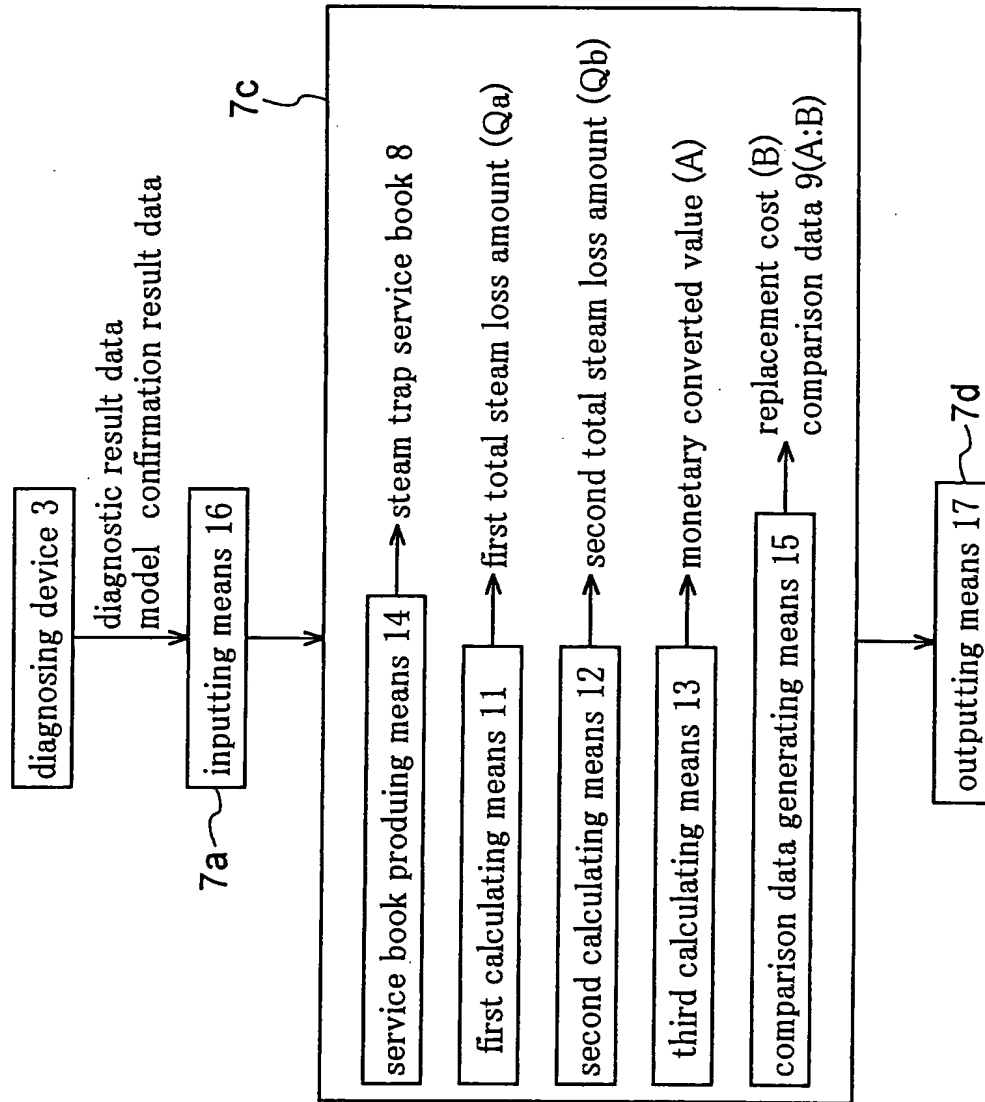 diagnosing device 3
diagnostic result data
model confirmation result data
7a
inputting means 16
7c
service book produing means 14
steam trap service book 8
first calculating means 11
first total steam loss amount (Qa)
second calculating means 12
second total steam loss amount (Qb)
third calculating means 13
monetary converted value (A)
comparison data generating means 15
replacement cost (B)
comparison data 9(A:B)
outputting means 17
7d